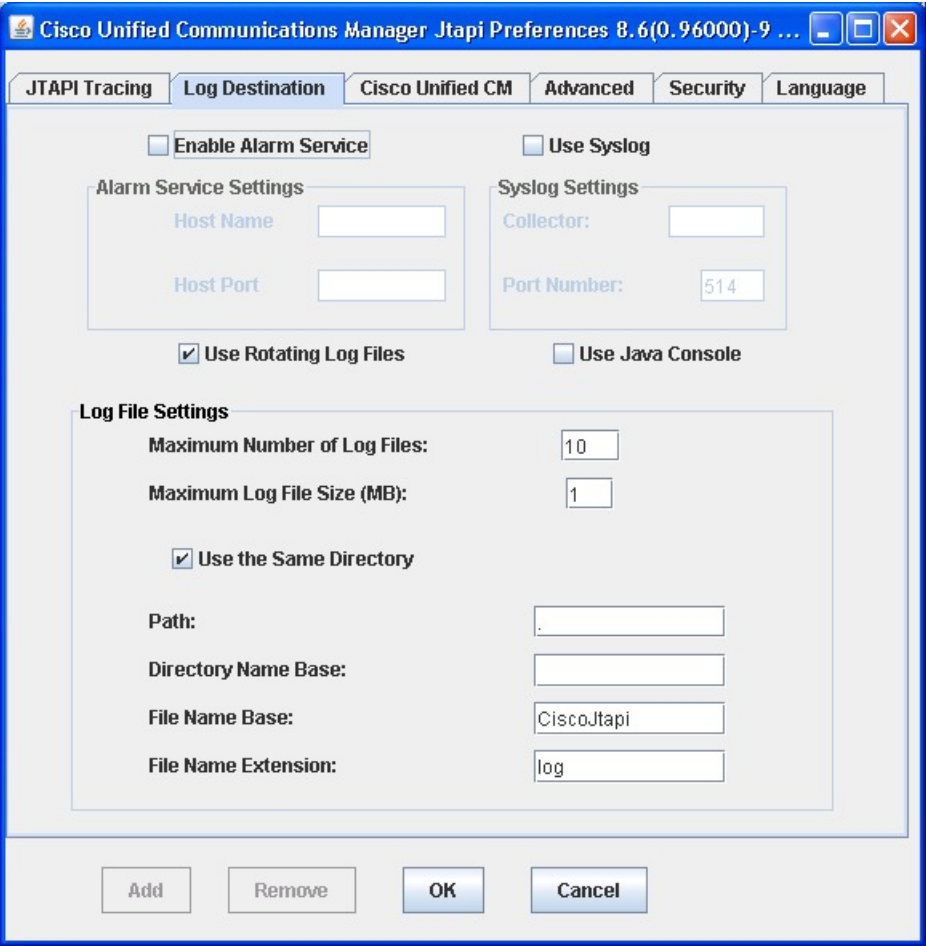 Cisco Unified Communications Manager Jtapi Preferences 8.6(0.96000)-9 ...
JTAPI Tracing Log Destination Cisco Unified CM Advanced Security Language
Enable Alarm Service Use Syslog
Alarm Service Settings Syslog Settings
Host Name Collector:
Host Port Port Number: 514
Use Rotating Log Files Use Java Console
Log File Settings
Maximum Number of Log Files: 10
Maximum Log File Size (MB): 1
Use the Same Directory
Path: .
Directory Name Base:
File Name Base: CiscoJtapi
File Name Extension: log
Add Remove OK Cancel